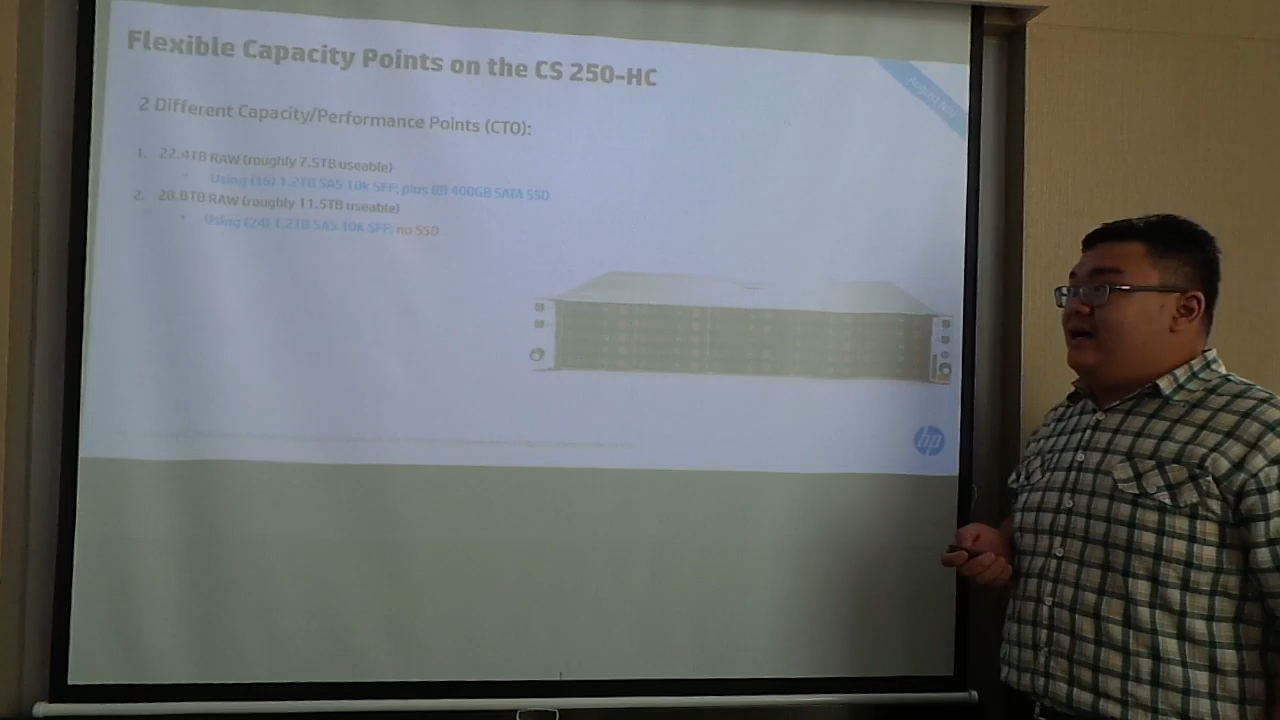 Flexible Capacity Points on the CS 250-HC
August
2 Different Capacity/Performance Points (CTO):
1. 22.4TB RAW (roughly 7.5TB useable)
Using (16) 1.2TB SAS 10k SFF; plus (8) 400GB SATA SSD
2. 28.8TB RAW (roughly 11.5TB useable)
Using (24) 1.2TB SAS 10k SFF; no SSD
hp